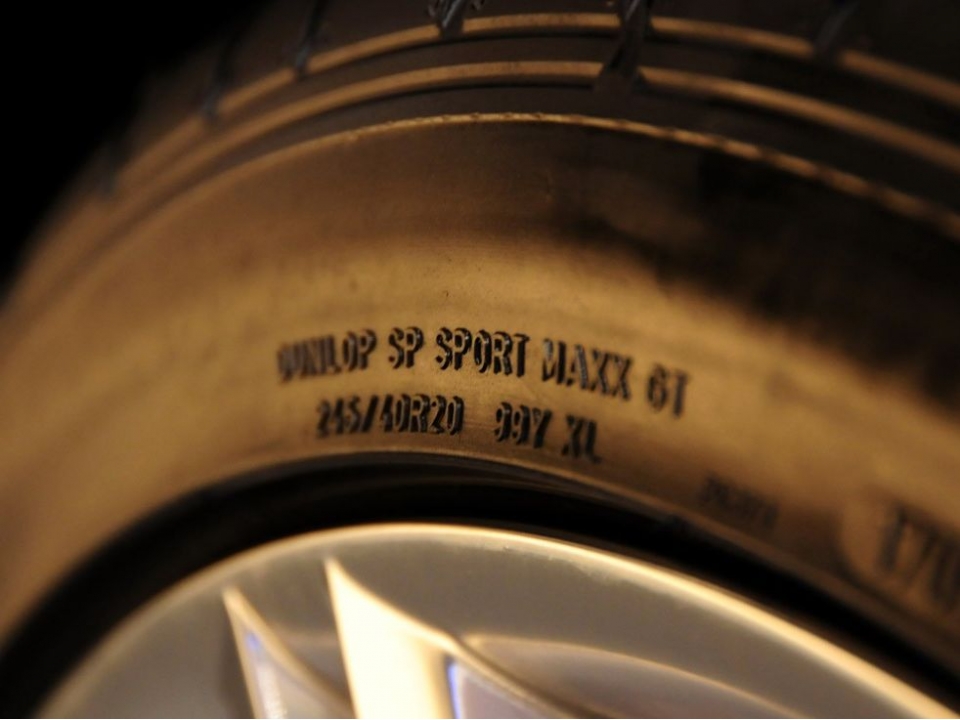 DUNLOP SP SPORT MAXX GT
245/40R20 99Y XL